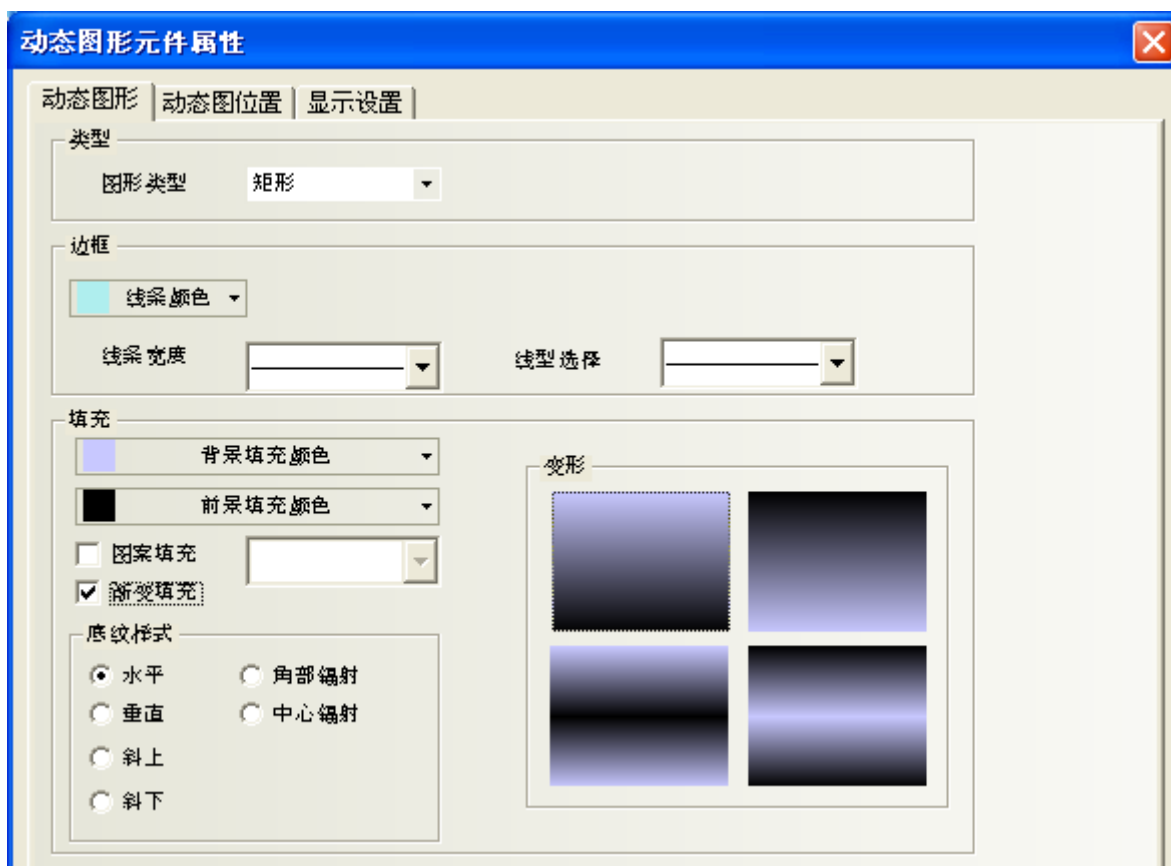 动态图形元件属性
动态图形 动态图位置 显示设置
类型
图形类型 矩形
边框
线条颜色
线条宽度 线型选择
填充
背景填充颜色
变形
前景填充颜色
图案填充
渐变填充
底纹样式
水平 角部辐射
垂直 中心辐射
斜上
斜下